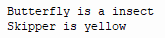 Butterfly is a insect
Skipper is yellow